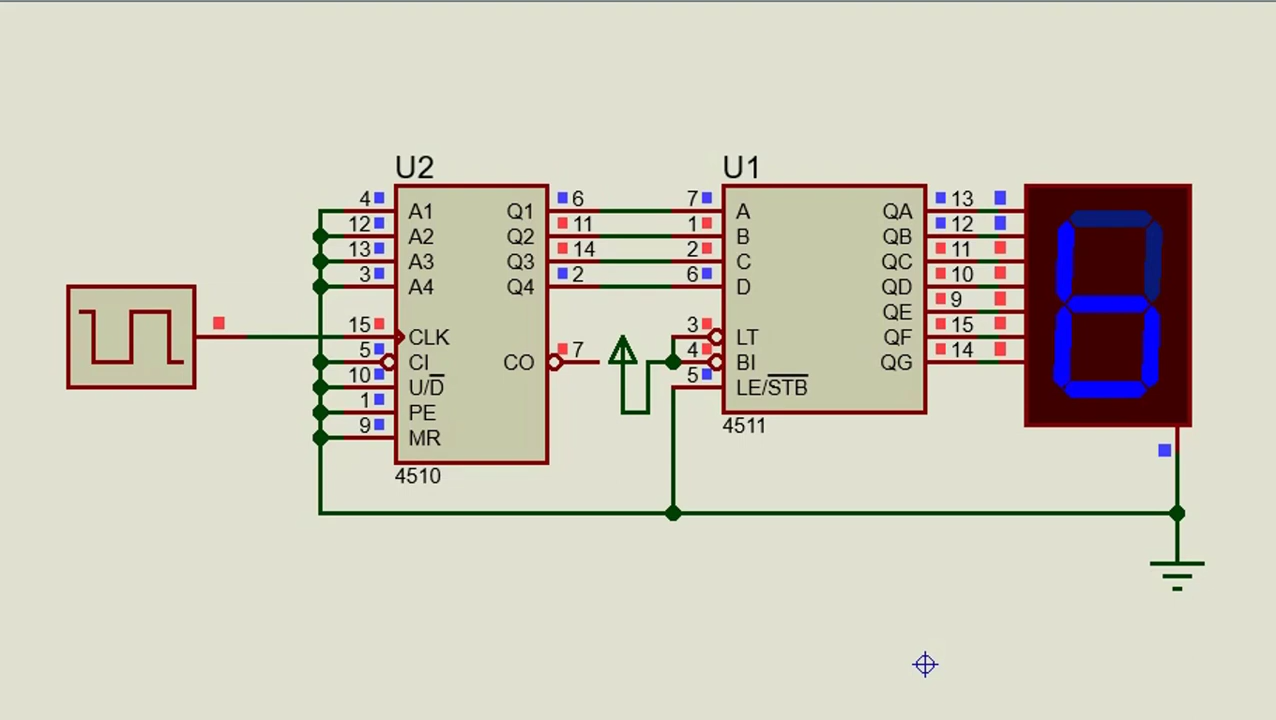 U2
U1
4 A1 Q1 6 7 A QA 13
12 A2 Q2 11 1 B QB 12
13 A3 Q3 14 2 C QC 11
3 A4 Q4 2 6 D QD 10
QE 9
15 CLK 3 LT QF 15
5 CI CO 7 4 BI QG 14
10 U/D 5 LE/STB
1 PE
9 MR
4511
4510